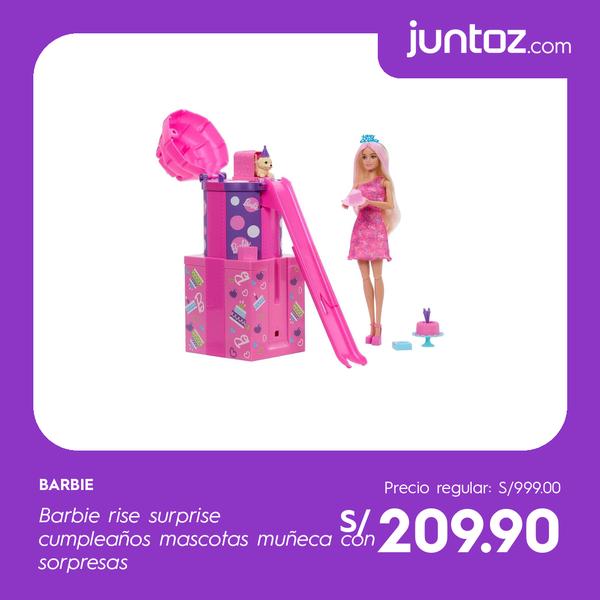 juntoz.com
BARBIE
Barbie rise surprise
cumpleaños mascotas muñeca con
sorpresas
Precio regular: S/999.00
S/209.90